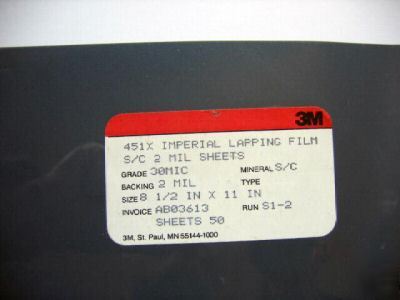 3M
451X IMPERIAL LAPPING FILM
S/C 2 MIL SHEETS
GRADE 30MIC MINERAL S/C
BACKING 2 MIL TYPE
SIZE 8 1/2 IN X 11 IN
INVOICE AB03613 RUN S1-2
SHEETS 50
3M, St. Paul, MN 55144-1000